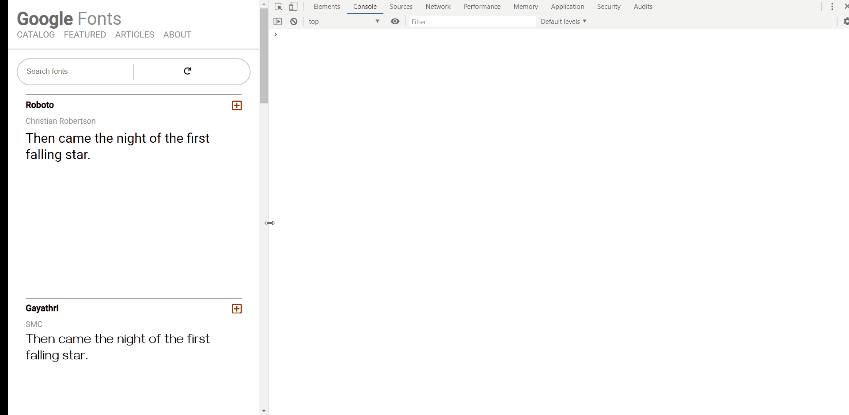 Google Fonts
CATALOG FEATURED ARTICLES ABOUT
Search fonts
Roboto
Christian Robertson
Then came the night of the first
falling star.
Gayathri
SMC
Then came the night of the first
falling star.
Elements Console Sources Network Performance Memory Application Security Audits
top Filter Default levels